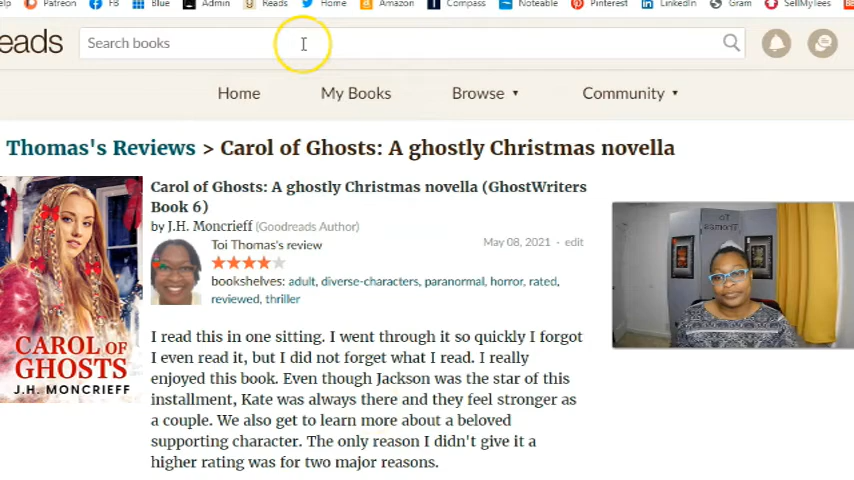 elp Patreon FB Blue Admin Reads Home Amazon Compass Noteable Pinterest LinkedIn Gram SellMyTees
eads Search books
Home My Books Browse Community
Thomas's Reviews > Carol of Ghosts: A ghostly Christmas novella
Carol of Ghosts: A ghostly Christmas novella (GhostWriters
Book 6)
by J.H. Moncrieff (Goodreads Author)
Toi Thomas's review May 08, 2021 · edit
bookshelves: adult, diverse-characters, paranormal, horror, rated,
reviewed, thriller
I read this in one sitting. I went through it so quickly I forgot
I even read it, but I did not forget what I read. I really
enjoyed this book. Even though Jackson was the star of this
installment, Kate was always there and they feel stronger as
a couple. We also get to learn more about a beloved
supporting character. The only reason I didn't give it a
higher rating was for two major reasons.
CAROL OF
GHOSTS
J.H. MONCRIEFF